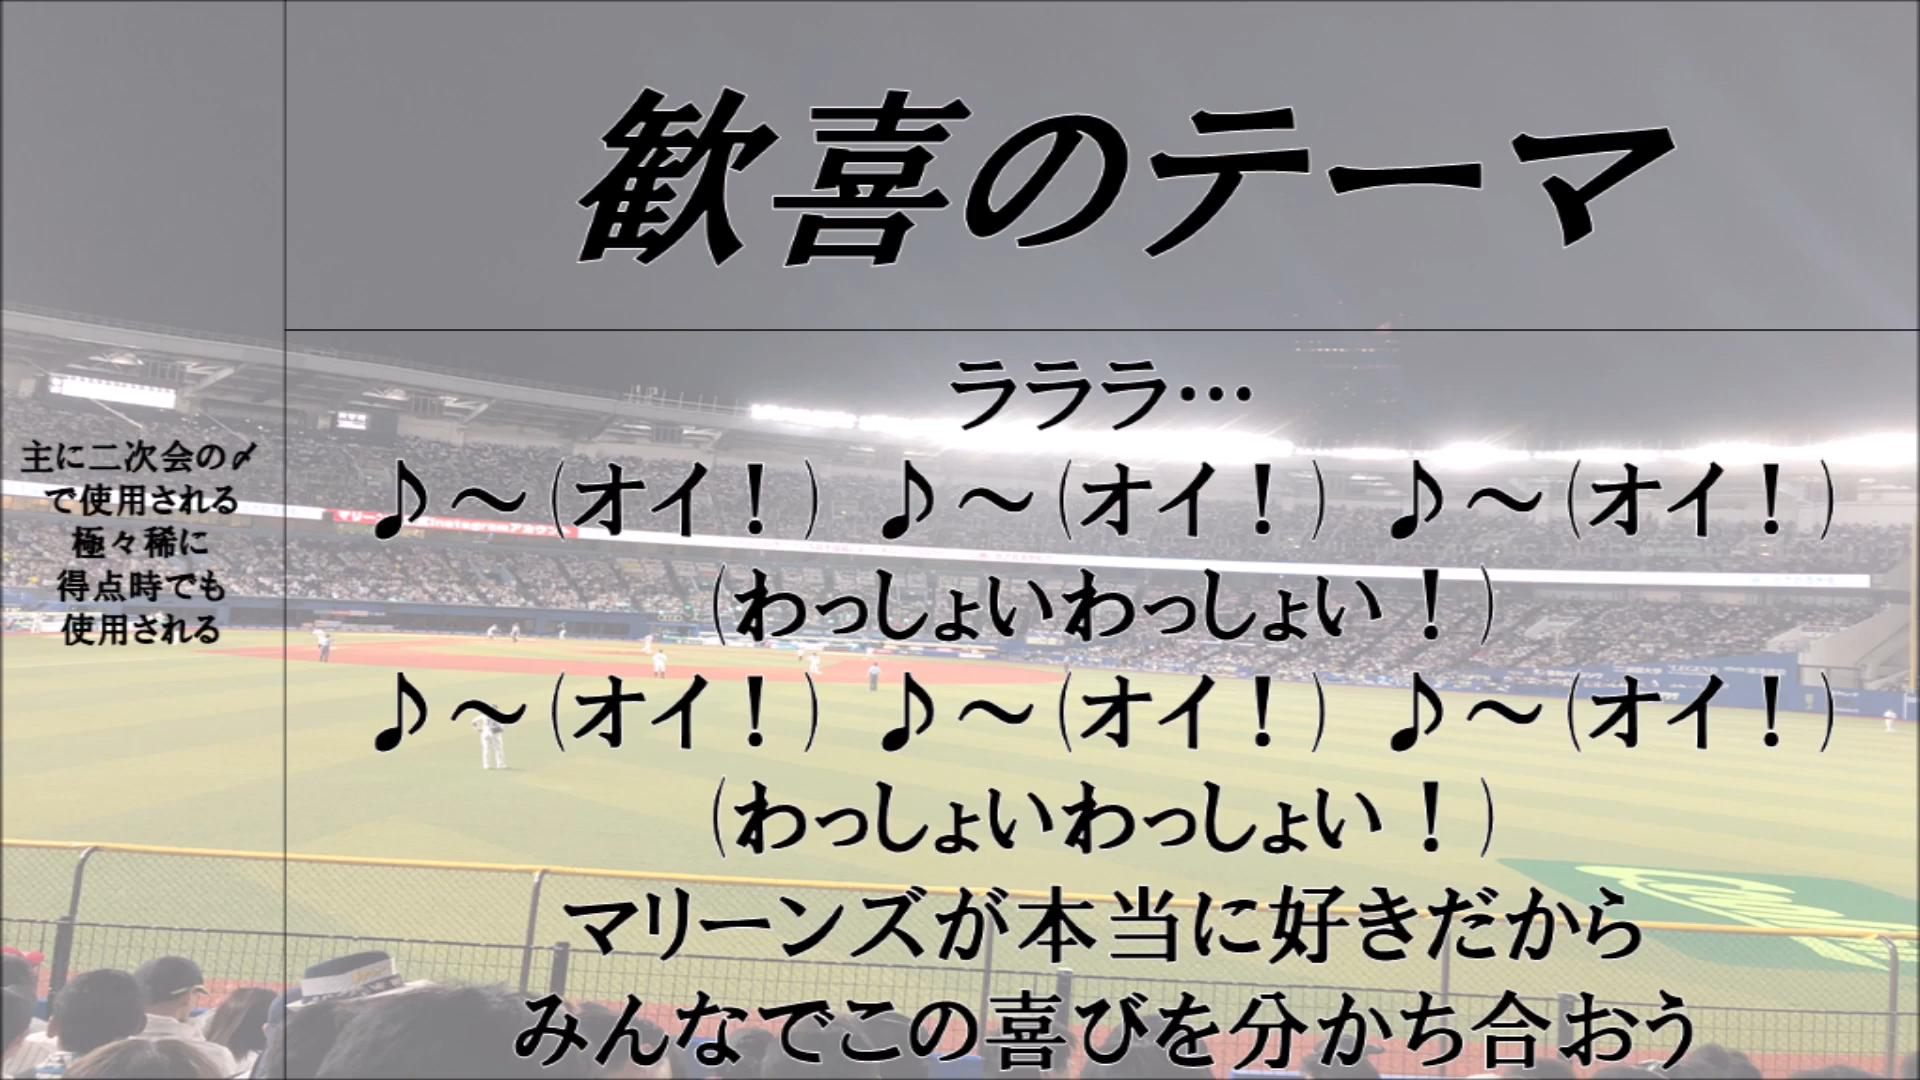 歓喜のテーマ
主に二次会の〆
で使用される
極々稀に
得点時でも
使用される
ラララ…
♪～(オイ！) ♪～(オイ！) ♪～(オイ！)
(わっしょいわっしょい！)
♪～(オイ！) ♪～(オイ！) ♪～(オイ！)
(わっしょいわっしょい！)
マリーンズが本当に好きだから
みんなでこの喜びを分かち合おう